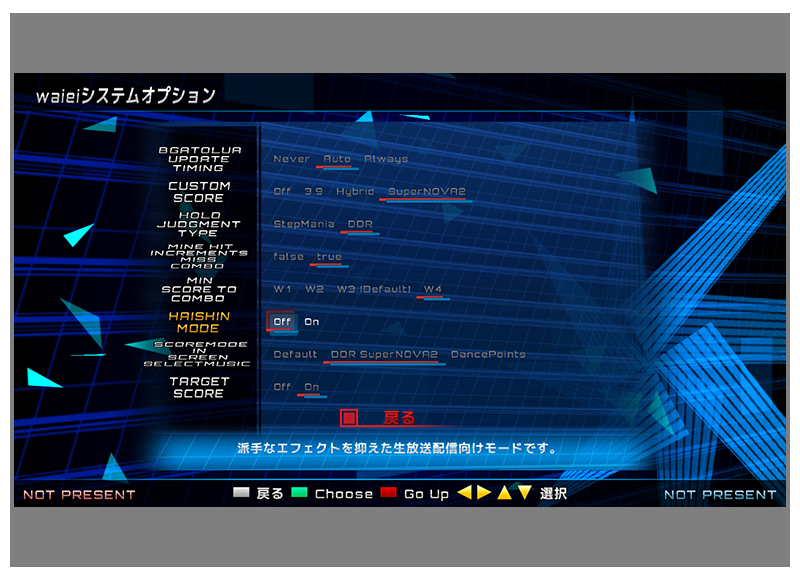 waieiシステムオプション
BGATOLUA
UPDATE
TIMING
Never Auto Always
CUSTOM
SCORE
Off 3.9 Hybrid SuperNOVA2
HOLD
JUDGMENT
TYPE
StepMania DDR
MINE HIT
INCREMENTS
MISS
COMBO
false true
MIN
SCORE TO
COMBO
W1 W2 W3 (Default) W4
HAISHIN
MODE
Off On
SCOREMODE
IN
SCREEN
SELECTMUSIC
Default DDR SuperNOVA2 DancePoints
TARGET
SCORE
Off On
戻る
派手なエフェクトを抑えた生放送配信向けモードです。
NOT PRESENT 戻る Choose Go Up 選択 NOT PRESENT